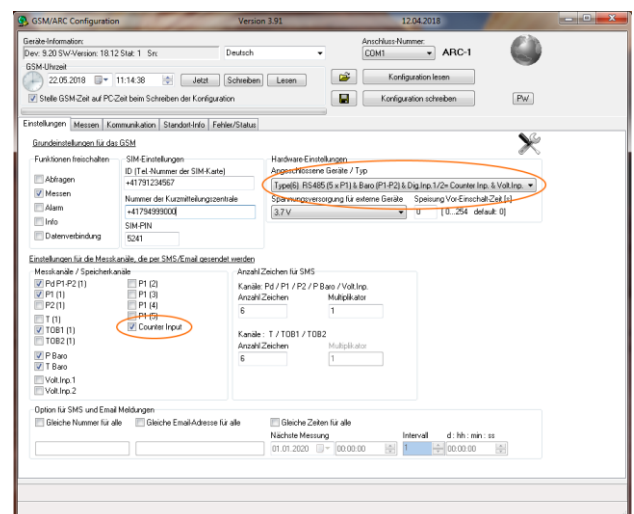 GSM/ARC Configuration Version 3.91 12.04.2018
Geräte-Information: Anschluss-Nummer:
Dev: 9.20 SW-Version: 18.12 Stat: 1 Sn: Deutsch COM1 ARC-1
GSM-Uhrzeit
22.05.2018 11:14:38 Jetzt Schreiben Lesen Konfiguration lesen
Stelle GSM-Zeit auf PC-Zeit beim Schreiben der Konfiguration Konfiguration schreiben PW
Einstellungen Messen Kommunikation Standort-Info Fehler/Status
Grundeinstellungen für das GSM
Funktionen freischalten SIM-Einstellungen Hardware-Einstellungen
Abfragen ID (Tel.-Nummer der SIM-Karte) Angeschlossene Geräte / Typ
Messen +41791234567 Type(6) RS485 (5 x P1) & Baro (P1-P2) & Dig.Inp.1/2= Counter Inp. & Volt.Inp.
Alarm Nummer der Kurzmitteilungszentrale Spannungsversorgung für externe Geräte Speisung Vor-Einschalt-Zeit [s]
Info +41794999000 3.7 V 0 [ 0...254 default: 0]
Datenverbindung SIM-PIN
5241
Einstellungen für die Messkanäle, die per SMS/Email gesendet werden
Messkanäle / Speicherkanäle Anzahl Zeichen für SMS
Pd P1-P2 (1) P1 (2) Kanäle: Pd / P1 / P2 / P Baro / Volt.Inp.
P1 (1) P1 (3) Anzahl Zeichen Multiplikator
P2 (1) P1 (4) 6 1
T (1) P1 (5)
TOB1 (1) Counter Input Kanäle : T / TOB1 / TOB2
TOB2 (1) Anzahl Zeichen Multiplikator
P Baro 6 1
T Baro
Volt.Inp.1
Volt.Inp.2
Option für SMS und Email Meldungen
Gleiche Nummer für alle Gleiche Email-Adresse für alle Gleiche Zeiten für alle
Nächste Messung Intervall d : hh : min : ss
01.01.2020 00:00:00 1 00:00:00